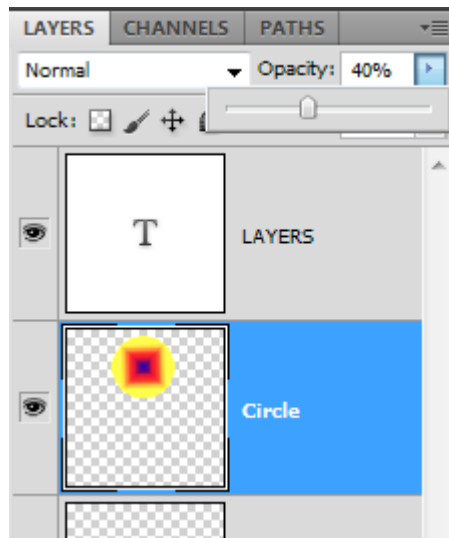 LAYERS CHANNELS PATHS
Normal Opacity: 40%
Lock:
T
LAYERS
Circle